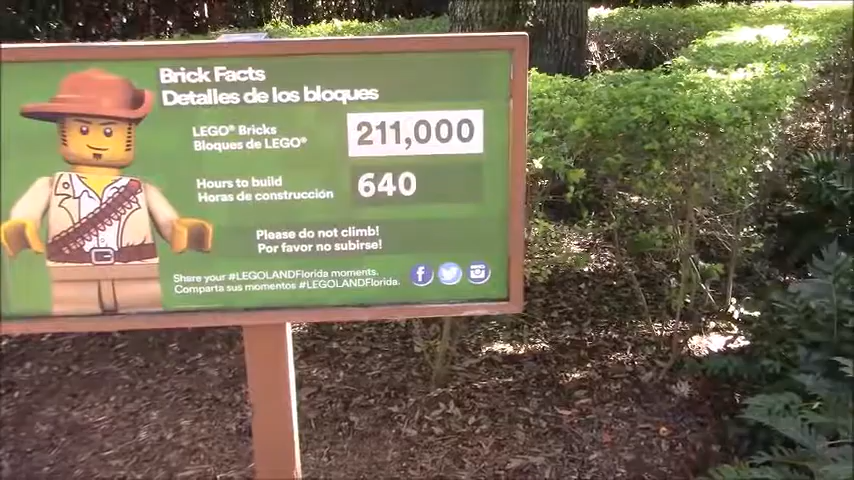 Brick Facts
Detalles de los bloques
LEGO® Bricks
Bloques de LEGO®
211,000
Hours to build
Horas de construcción
640
Please do not climb!
Por favor no subirse!
Share your #LEGOLANDFlorida moments.
Comparta sus momentos #LEGOLANDFlorida.